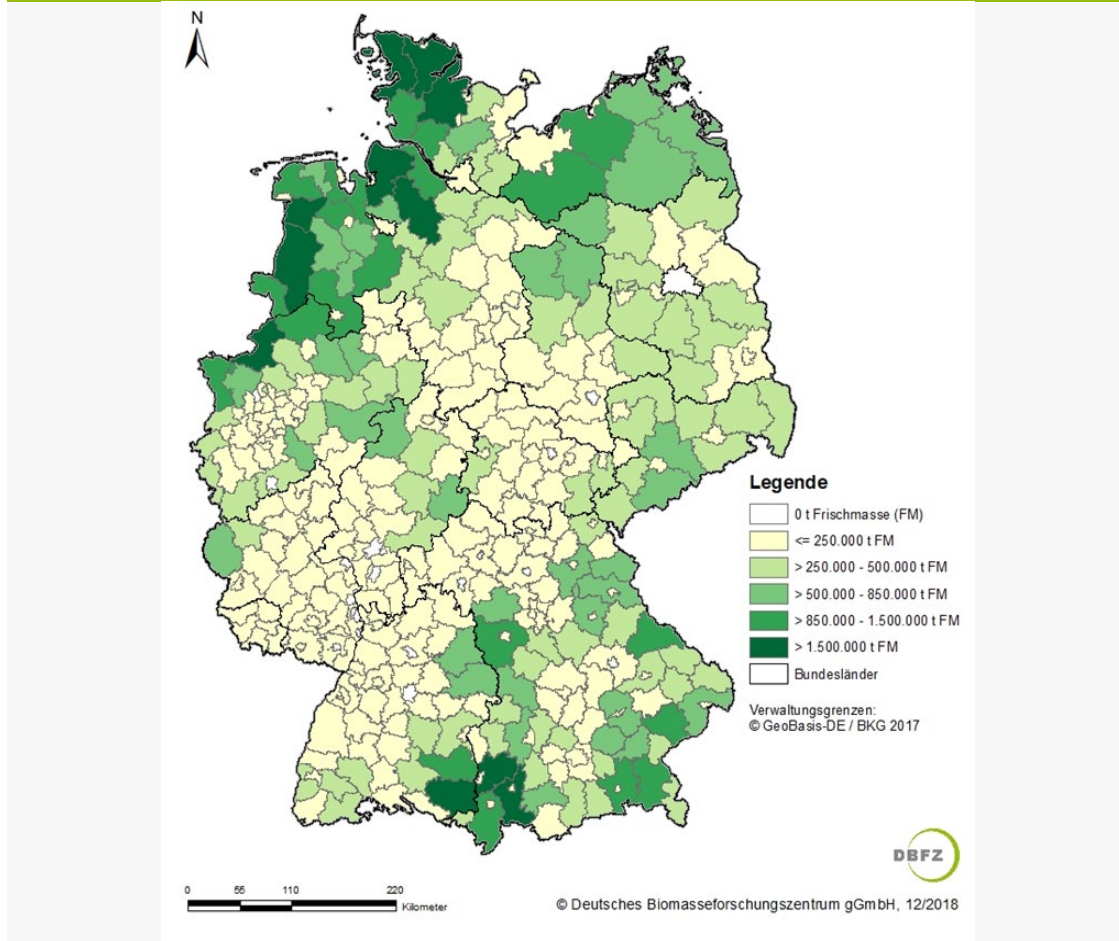 N
Legende
0 t Frischmasse (FM)
<= 250.000 t FM
> 250.000 - 500.000 t FM
> 500.000 - 850.000 t FM
> 850.000 - 1.500.000 t FM
> 1.500.000 t FM
Bundesländer
Verwaltungsgrenzen:
© GeoBasis-DE / BKG 2017
DBFZ
0 55 110 220
Kilometer
© Deutsches Biomasseforschungszentrum gGmbH, 12/2018